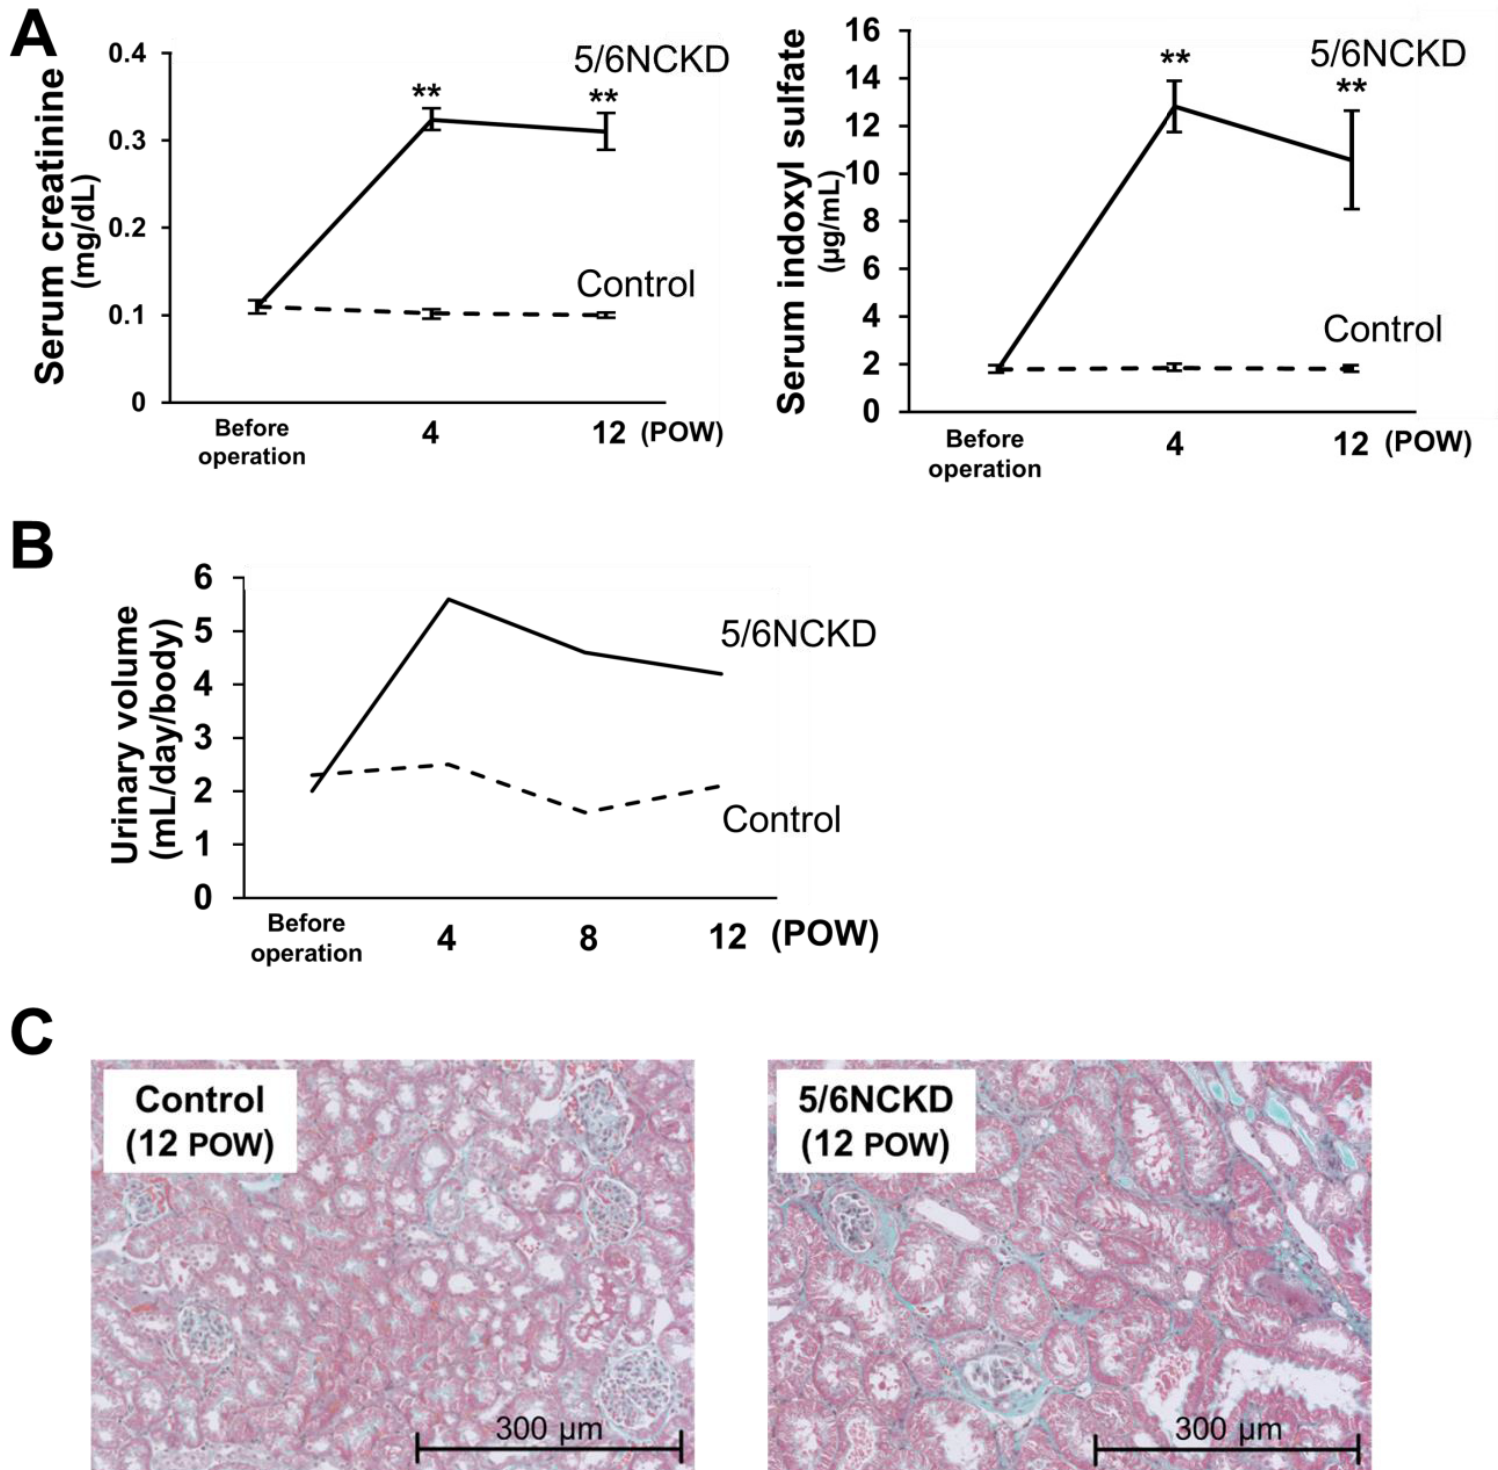 A
Serum creatinine
(mg/dL)
0.4
0.3
0.2
0.1
0
5/6NCKD
**
**
Control
Before
operation
4
12 (POW)
Serum indoxyl sulfate
(μg/mL)
16
14
12
10
8
6
4
2
0
5/6NCKD
**
**
Control
Before
operation
4
12 (POW)
B
Urinary volume
(mL/day/body)
6
5
4
3
2
1
0
5/6NCKD
Control
Before
operation
4
8
12 (POW)
C
Control
(12 POW)
300 μm
5/6NCKD
(12 POW)
300 μm